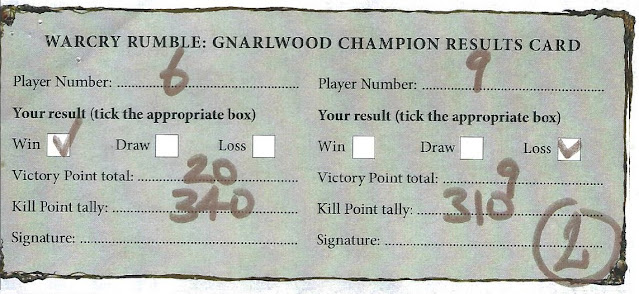 WARCRY RUMBLE: GNARLWOOD CHAMPION RESULTS CARD
Player Number: 6
Your result (tick the appropriate box)
Win ✓ Draw Loss
Victory Point total: 20
Kill Point tally: 340
Signature:
Player Number: 9
Your result (tick the appropriate box)
Win Draw Loss ✓
Victory Point total: 9
Kill Point tally: 310
Signature:
2